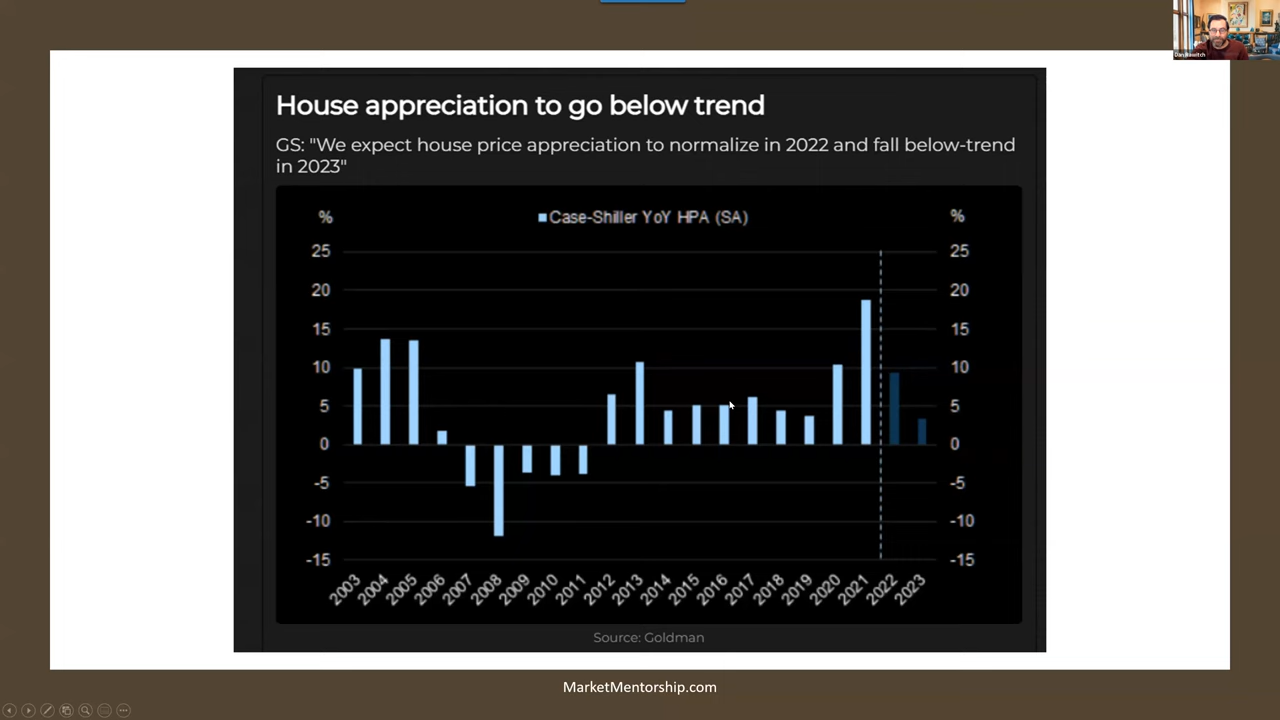 House appreciation to go below trend
GS: "We expect house price appreciation to normalize in 2022 and fall below-trend
in 2023"
% Case-Shiller YoY HPA (SA) %
25 25
20 20
15 15
10 10
5 5
0 0
-5 -5
-10 -10
-15 -15
2003 2004 2005 2006 2007 2008 2009 2010 2011 2012 2013 2014 2015 2016 2017 2018 2019 2020 2021 2022 2023
Source: Goldman
MarketMentorship.com